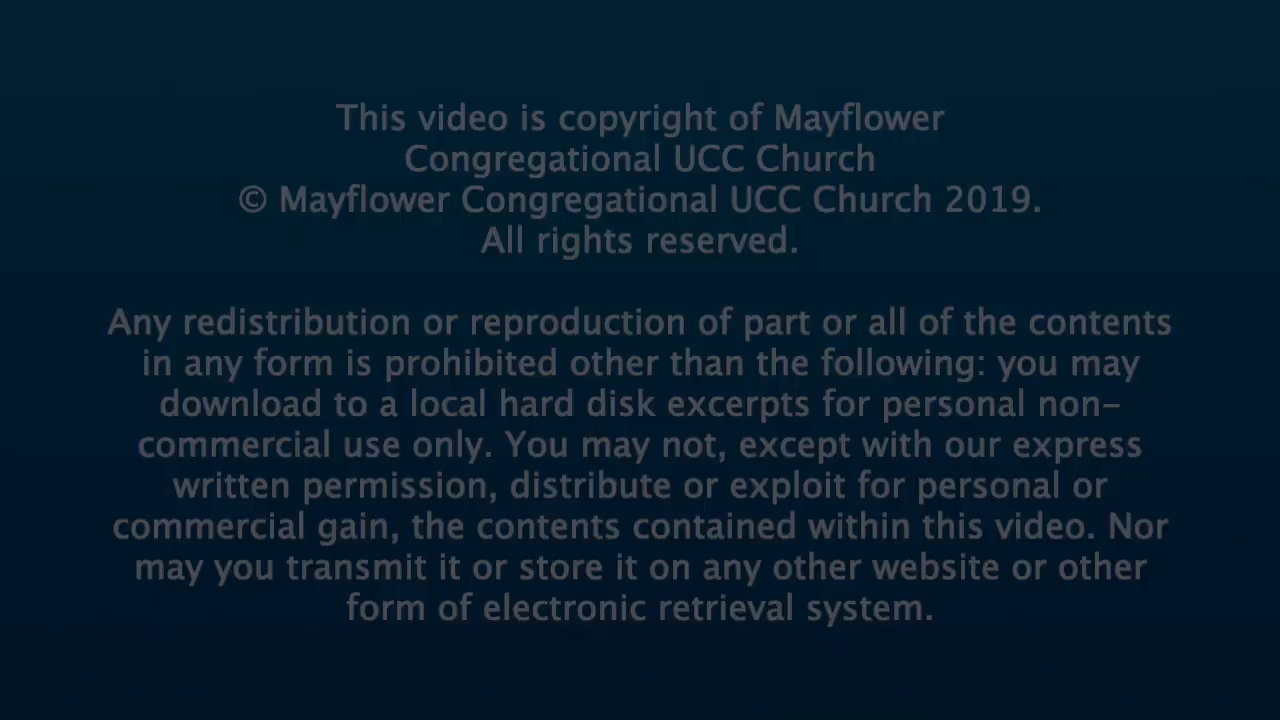 This video is copyright of Mayflower
Congregational UCC Church
© Mayflower Congregational UCC Church 2019.
All rights reserved.
Any redistribution or reproduction of part or all of the contents
in any form is prohibited other than the following: you may
download to a local hard disk excerpts for personal non-
commercial use only. You may not, except with our express
written permission, distribute or exploit for personal or
commercial gain, the contents contained within this video. Nor
may you transmit it or store it on any other website or other
form of electronic retrieval system.